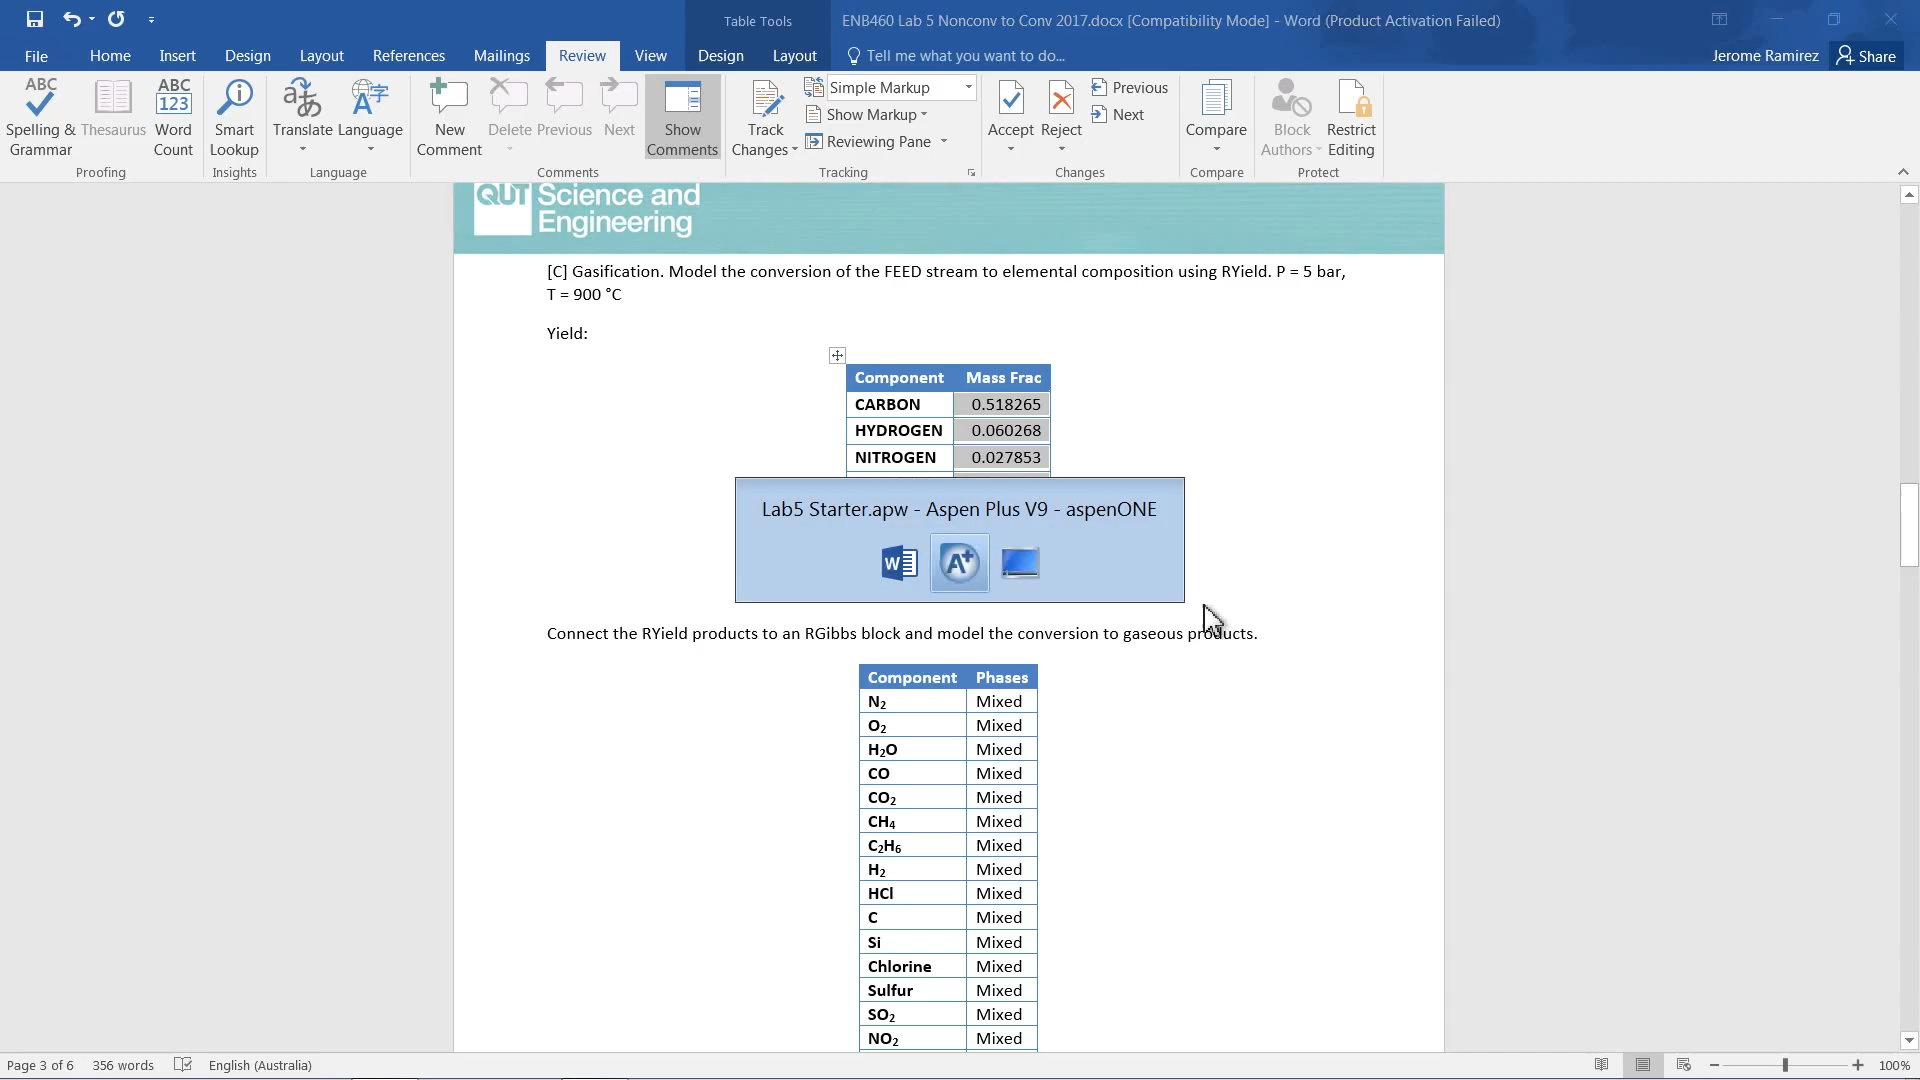 Table Tools
ENB460 Lab 5 Nonconv to Conv 2017.docx [Compatibility Mode] - Word (Product Activation Failed)
File Home Insert Design Layout References Mailings Review View Design Layout Tell me what you want to do... Jerome Ramirez Share
ABC
Spelling &
Grammar
Thesaurus
ABC
123
Word
Count
Proofing
Smart
Lookup
Insights
Translate
Language
Language
New
Comment
Delete
Previous
Next
Show
Comments
Comments
Track
Changes
Simple Markup
Show Markup
Reviewing Pane
Tracking
Accept
Reject
Previous
Next
Changes
Compare
Compare
Block
Authors
Restrict
Editing
Protect
QUT Science and
Engineering
[C] Gasification. Model the conversion of the FEED stream to elemental composition using RYield. P = 5 bar,
T = 900 °C
Yield:
Component Mass Frac
CARBON 0.518265
HYDROGEN 0.060268
NITROGEN 0.027853
Lab5 Starter.apw - Aspen Plus V9 - aspenONE
W A+
Connect the RYield products to an RGibbs block and model the conversion to gaseous products.
Component Phases
N₂ Mixed
O₂ Mixed
H₂O Mixed
CO Mixed
CO₂ Mixed
CH₄ Mixed
C₂H₆ Mixed
H₂ Mixed
HCl Mixed
C Mixed
Si Mixed
Chlorine Mixed
Sulfur Mixed
SO₂ Mixed
NO₂ Mixed
Page 3 of 6 356 words English (Australia) 100%